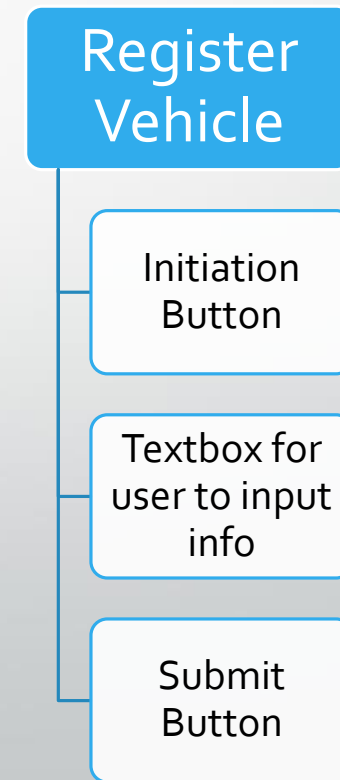 Register
Vehicle
Initiation
Button
Textbox for
user to input
info
Submit
Button